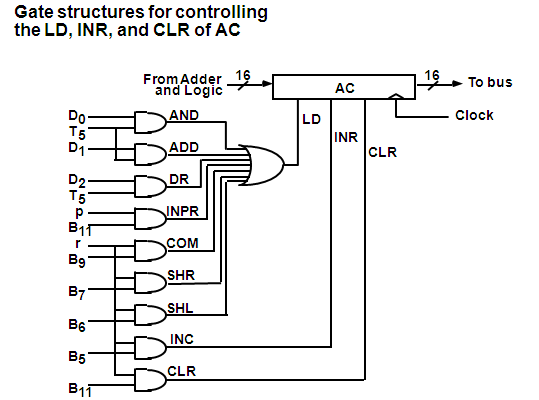 Gate structures for controlling
the LD, INR, and CLR of AC
From Adder
and Logic
16
AC
16
To bus
Clock
LD
INR
CLR
D0
T5
D1
AND
ADD
D2
T5
DR
p
B11
INPR
r
B9
COM
B7
SHR
B6
SHL
B5
INC
B11
CLR